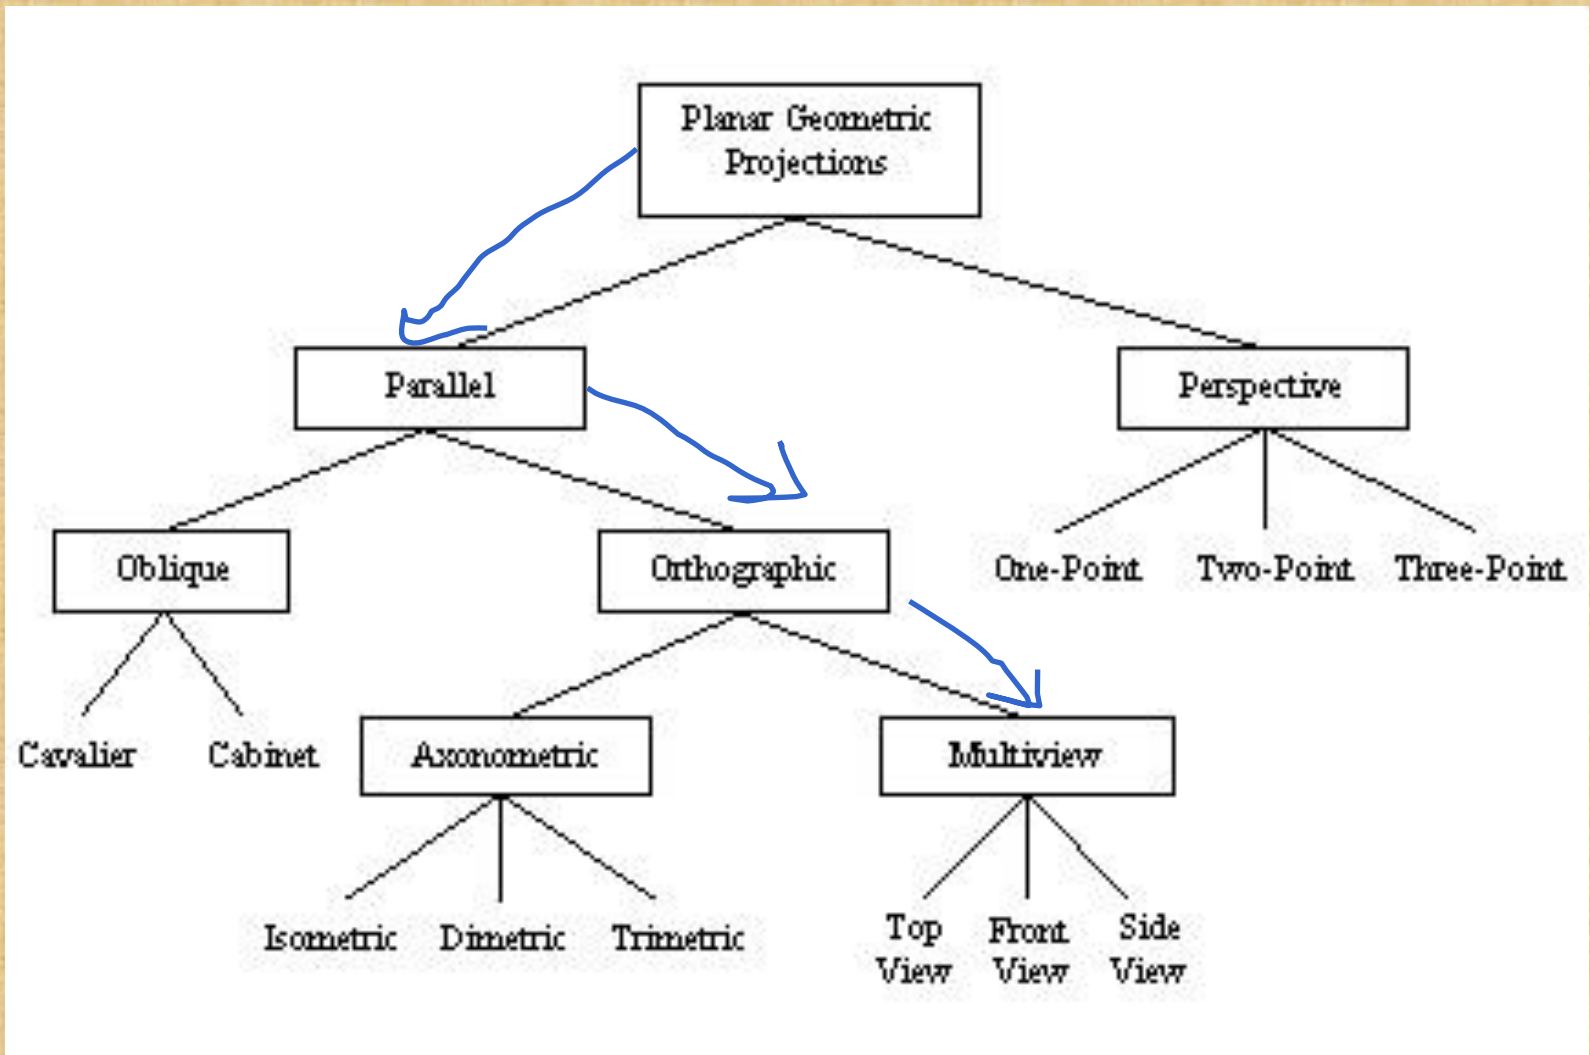 Planar Geometric
Projections
Parallel
Perspective
Oblique
Orthographic
One-Point
Two-Point
Three-Point
Cavalier
Cabinet
Axonometric
Multiview
Isometric
Dimetric
Trimetric
Top
View
Front
View
Side
View